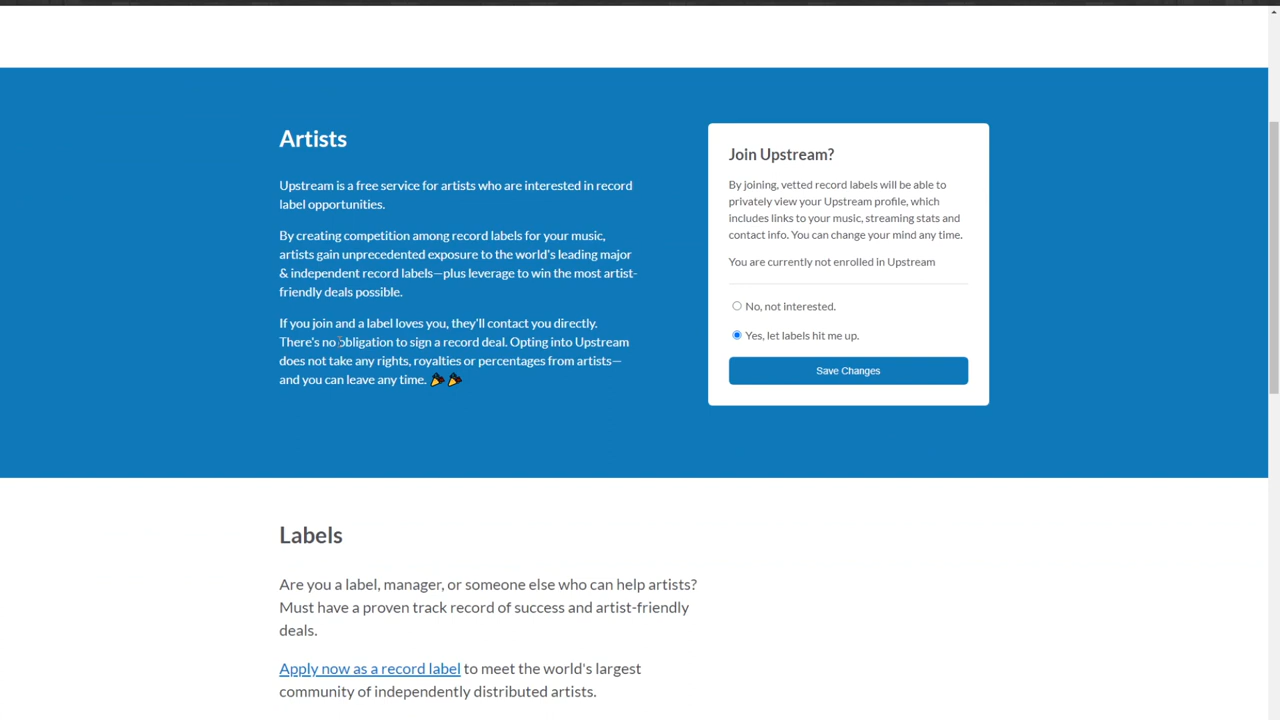 Artists
Upstream is a free service for artists who are interested in record
label opportunities.
By creating competition among record labels for your music,
artists gain unprecedented exposure to the world's leading major
& independent record labels—plus leverage to win the most artist-
friendly deals possible.
If you join and a label loves you, they'll contact you directly.
There's no obligation to sign a record deal. Opting into Upstream
does not take any rights, royalties or percentages from artists—
and you can leave any time. 🎉🎉
Join Upstream?
By joining, vetted record labels will be able to
privately view your Upstream profile, which
includes links to your music, streaming stats and
contact info. You can change your mind any time.
You are currently not enrolled in Upstream
No, not interested.
Yes, let labels hit me up.
Save Changes
Labels
Are you a label, manager, or someone else who can help artists?
Must have a proven track record of success and artist-friendly
deals.
Apply now as a record label to meet the world's largest
community of independently distributed artists.